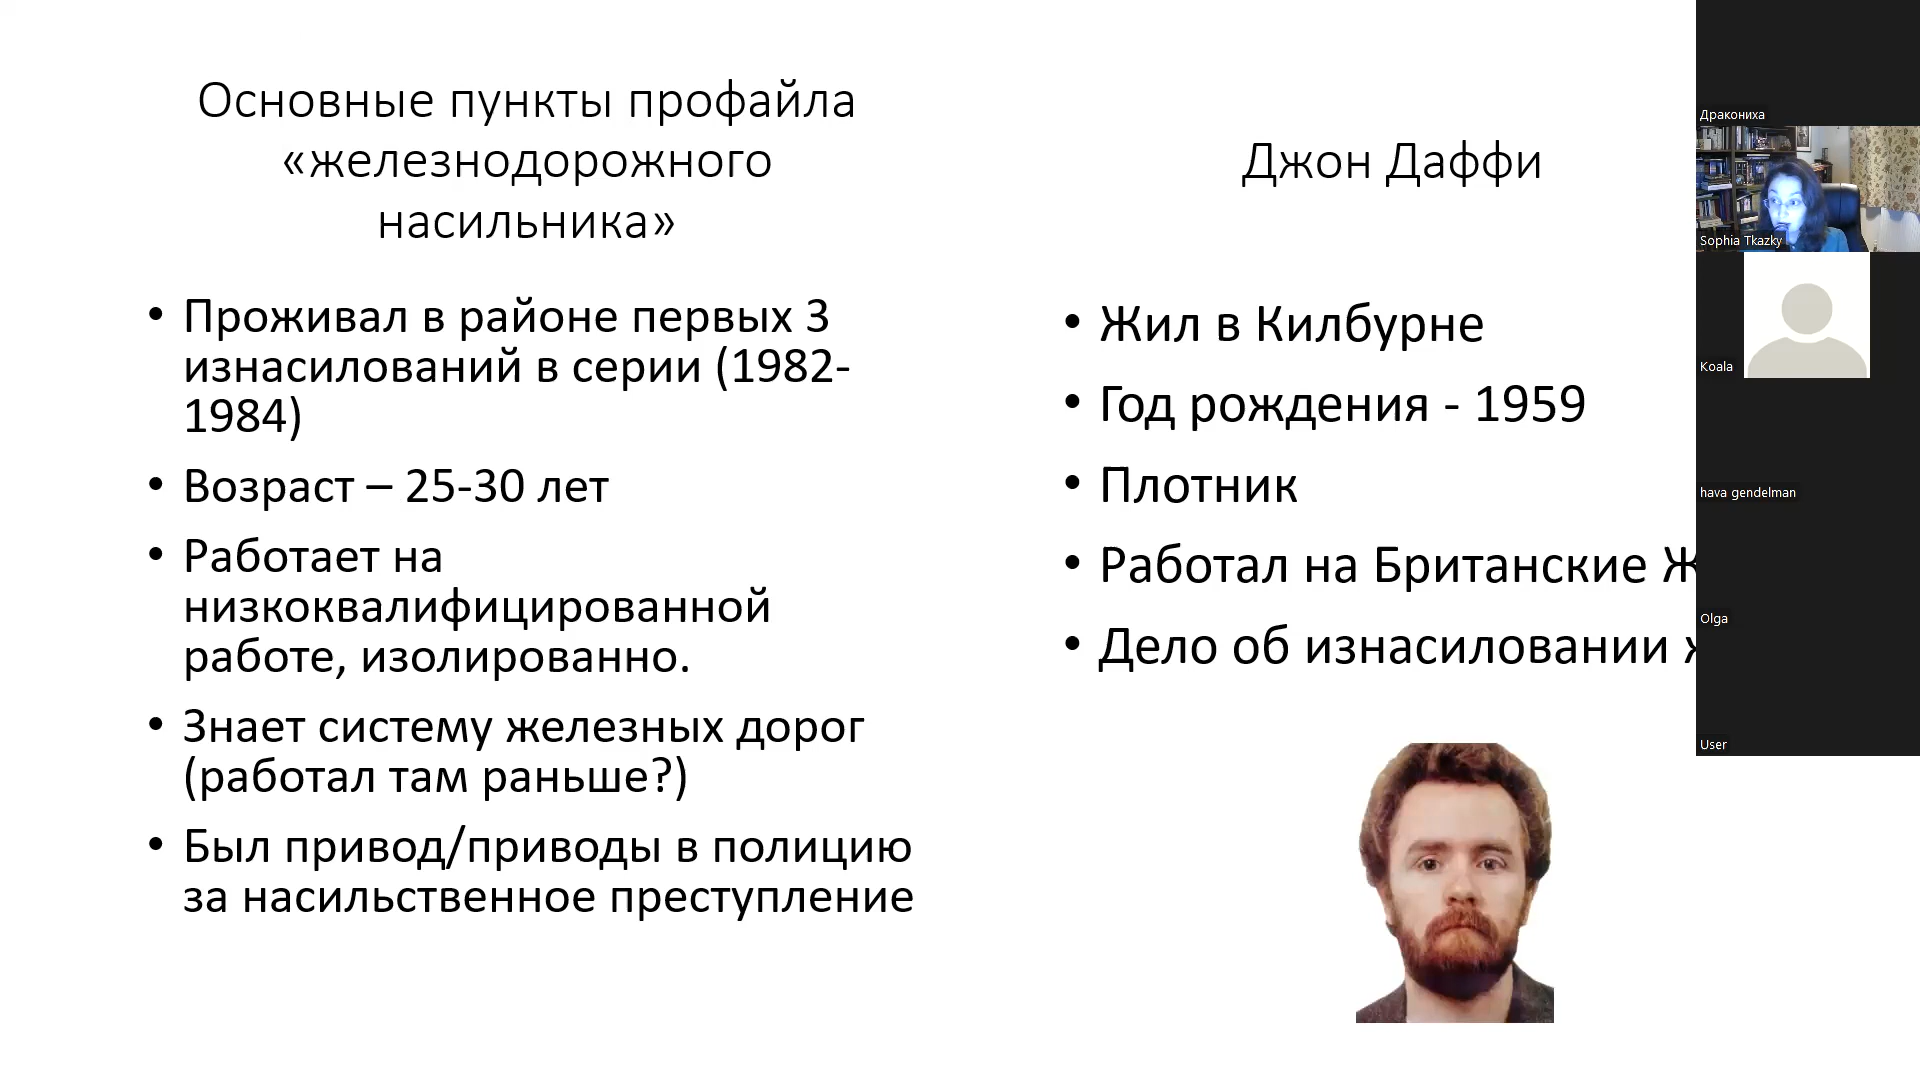 Основные пункты профайла
«железнодорожного
насильника»
• Проживал в районе первых 3
изнасилований в серии (1982-
1984)
• Возраст – 25-30 лет
• Работает на
низкоквалифицированной
работе, изолированно.
• Знает систему железных дорог
(работал там раньше?)
• Был привод/приводы в полицию
за насильственное преступление
Джон Даффи
• Жил в Килбурне
• Год рождения - 1959
• Плотник
• Работал на Британские
• Дело об изнасиловании
Дракониха
Sophia Tkazky
Koala
hava gendelman
Olga
User